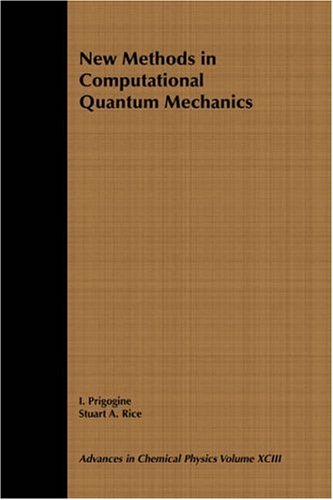 New Methods in
Computational
Quantum Mechanics
I. Prigogine
Stuart A. Rice
Advances in Chemical Physics Volume XCIII